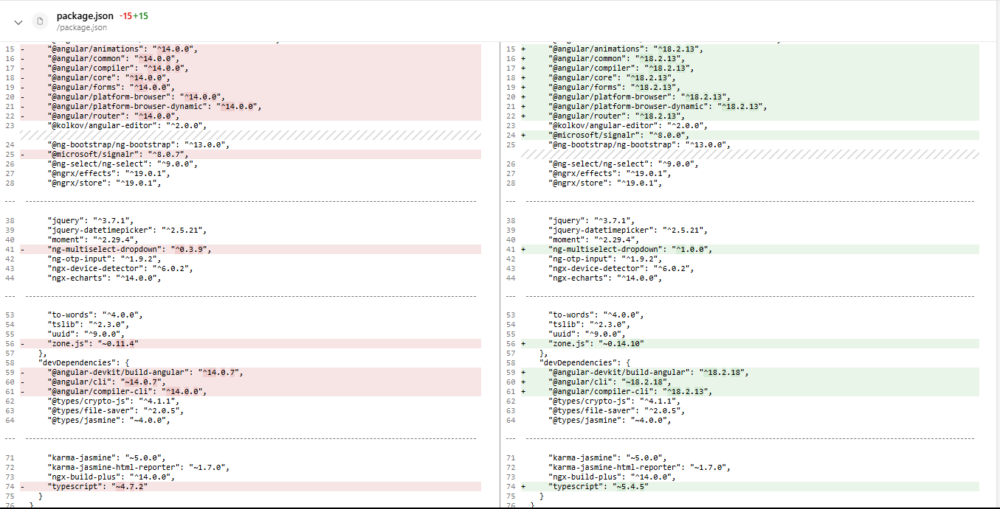 package.json -15+15
/package.json
15 - "@angular/animations": "^14.0.0",
16 - "@angular/common": "^14.0.0",
17 - "@angular/compiler": "^14.0.0",
18 - "@angular/core": "^14.0.0",
19 - "@angular/forms": "^14.0.0",
20 - "@angular/platform-browser": "^14.0.0",
21 - "@angular/platform-browser-dynamic": "^14.0.0",
22 - "@angular/router": "^14.0.0",
23 "@kolkov/angular-editor": "^2.0.0",
24 "@ng-bootstrap/ng-bootstrap": "^13.0.0",
25 - "@microsoft/signalr": "^8.0.7",
26 "@ng-select/ng-select": "^9.0.0",
27 "@ngrx/effects": "^19.0.1",
28 "@ngrx/store": "^19.0.1",
38 "jquery": "^3.7.1",
39 "jquery-datetimepicker": "^2.5.21",
40 "moment": "^2.29.4",
41 - "ng-multiselect-dropdown": "^0.3.9",
42 "ng-otp-input": "^1.9.2",
43 "ngx-device-detector": "^6.0.2",
44 "ngx-echarts": "^14.0.0",
53 "to-words": "^4.0.0",
54 "tslib": "^2.3.0",
55 "uuid": "^9.0.0",
56 - "zone.js": "~0.11.4"
57 },
58 "devDependencies": {
59 - "@angular-devkit/build-angular": "^14.0.7",
60 - "@angular/cli": "~14.0.7",
61 - "@angular/compiler-cli": "^14.0.0",
62 "@types/crypto-js": "^4.1.1",
63 "@types/file-saver": "^2.0.5",
64 "@types/jasmine": "~4.0.0",
71 "karma-jasmine": "~5.0.0",
72 "karma-jasmine-html-reporter": "~1.7.0",
73 "ngx-build-plus": "^14.0.0",
74 - "typescript": "~4.7.2"
75 }
76 }
15 + "@angular/animations": "^18.2.13",
16 + "@angular/common": "^18.2.13",
17 + "@angular/compiler": "^18.2.13",
18 + "@angular/core": "^18.2.13",
19 + "@angular/forms": "^18.2.13",
20 + "@angular/platform-browser": "^18.2.13",
21 + "@angular/platform-browser-dynamic": "^18.2.13",
22 + "@angular/router": "^18.2.13",
23 "@kolkov/angular-editor": "^2.0.0",
24 + "@microsoft/signalr": "^8.0.0",
25 "@ng-bootstrap/ng-bootstrap": "^13.0.0",
26 "@ng-select/ng-select": "^9.0.0",
27 "@ngrx/effects": "^19.0.1",
28 "@ngrx/store": "^19.0.1",
38 "jquery": "^3.7.1",
39 "jquery-datetimepicker": "^2.5.21",
40 "moment": "^2.29.4",
41 + "ng-multiselect-dropdown": "^1.0.0",
42 "ng-otp-input": "^1.9.2",
43 "ngx-device-detector": "^6.0.2",
44 "ngx-echarts": "^14.0.0",
53 "to-words": "^4.0.0",
54 "tslib": "^2.3.0",
55 "uuid": "^9.0.0",
56 + "zone.js": "~0.14.10"
57 },
58 "devDependencies": {
59 + "@angular-devkit/build-angular": "^18.2.18",
60 + "@angular/cli": "~18.2.18",
61 + "@angular/compiler-cli": "^18.2.13",
62 "@types/crypto-js": "^4.1.1",
63 "@types/file-saver": "^2.0.5",
64 "@types/jasmine": "~4.0.0",
71 "karma-jasmine": "~5.0.0",
72 "karma-jasmine-html-reporter": "~1.7.0",
73 "ngx-build-plus": "^14.0.0",
74 + "typescript": "~5.4.5"
75 }
76 }